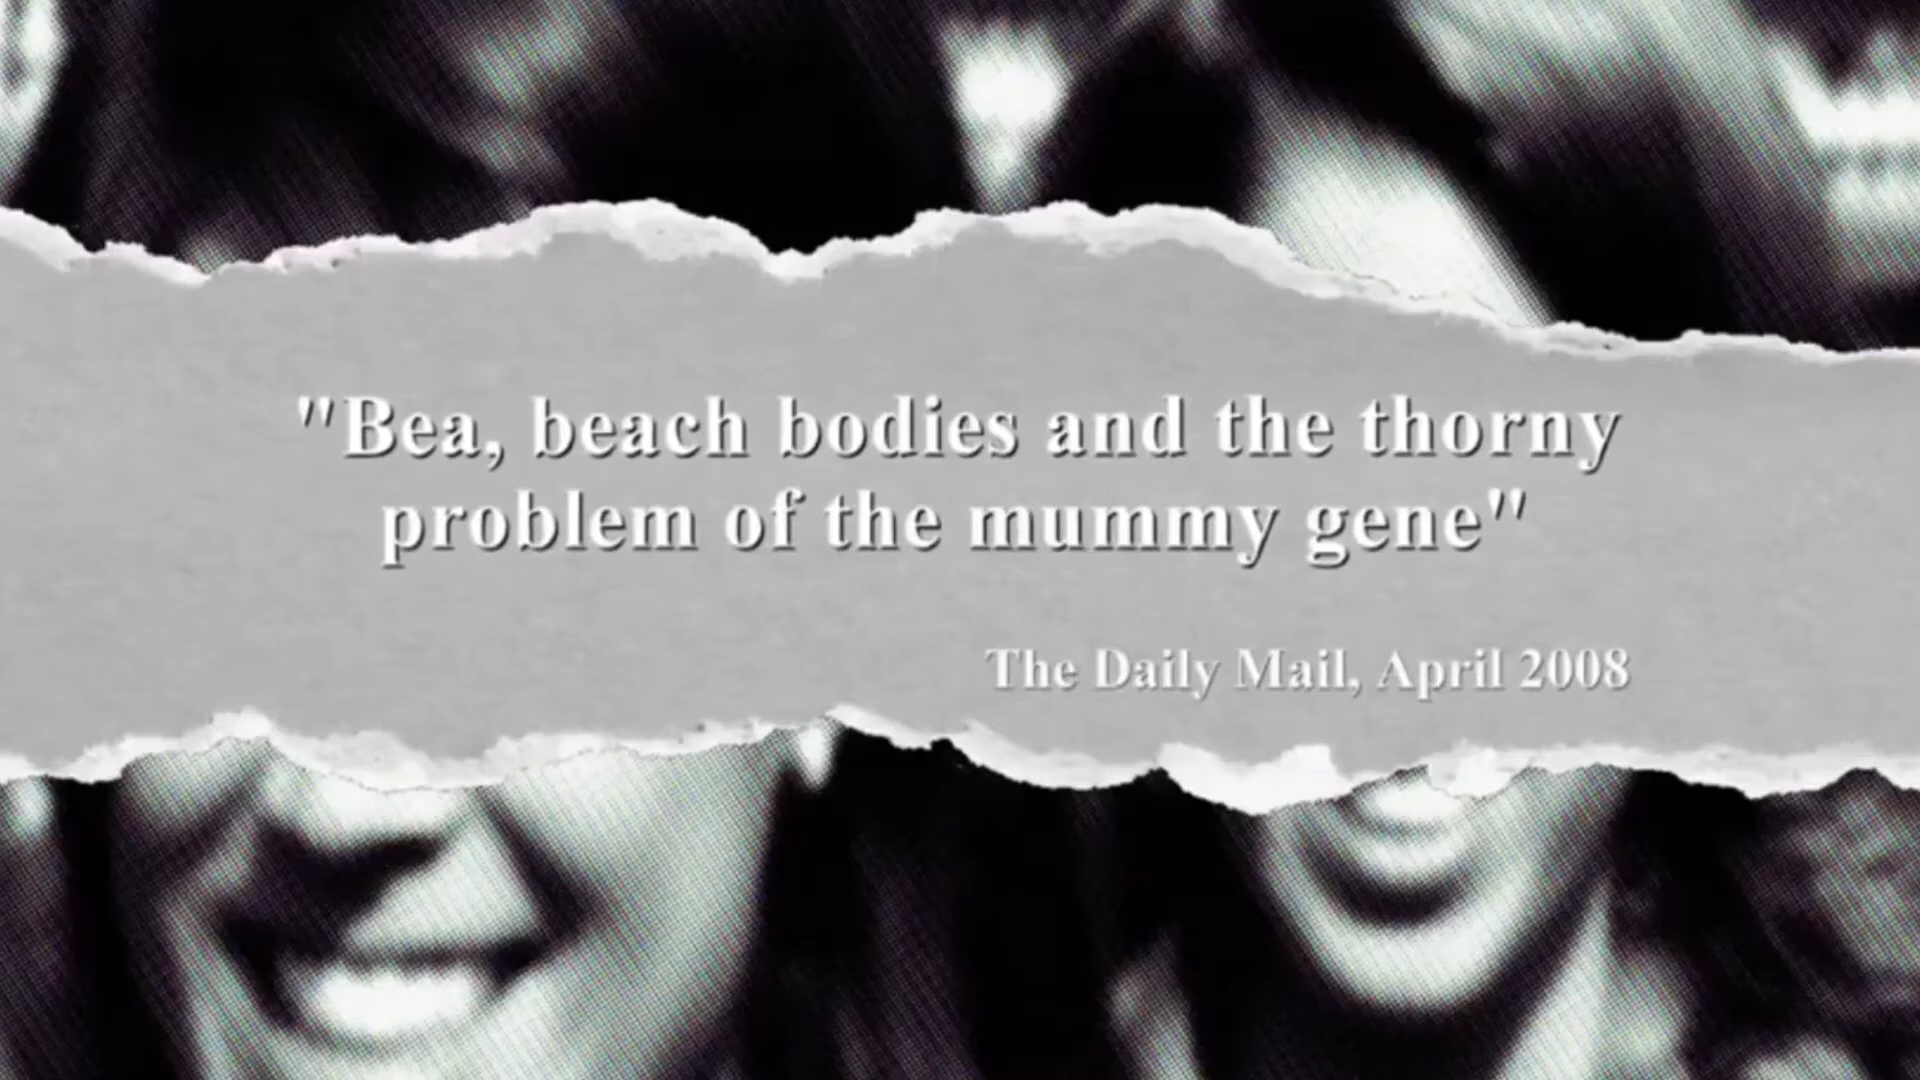 "Bea, beach bodies and the thorny
problem of the mummy gene"
The Daily Mail, April 2008